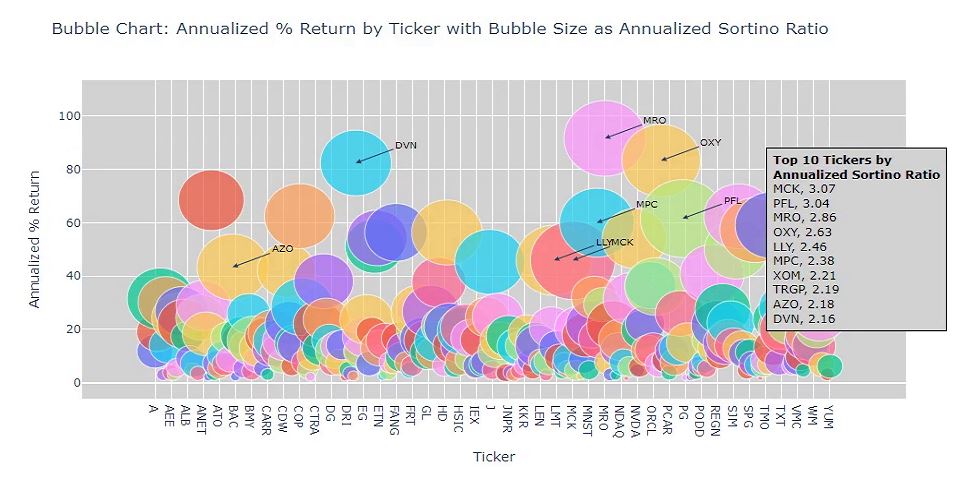 Bubble Chart: Annualized % Return by Ticker with Bubble Size as Annualized Sortino Ratio
Annualized % Return
100
80
60
40
20
0
MRO
OXY
DVN
PFL
MPC
LLY
MCK
AZO
Top 10 Tickers by
Annualized Sortino Ratio
MCK, 3.07
PFL, 3.04
MRO, 2.86
OXY, 2.63
LLY, 2.46
MPC, 2.38
XOM, 2.21
TRGP, 2.19
AZO, 2.18
DVN, 2.16
A
AEE
ALB
ANET
ATO
BAC
BMY
CARR
CDW
COP
CTRA
DG
DRI
EG
ETN
FANG
FRT
GL
HD
HSIC
IEX
J
JNPR
KKR
LEN
LMT
MCK
MNST
MRO
NDAQ
NVDA
ORCL
PCAR
PG
PODD
REGN
SJM
SPG
TMO
TXT
VMC
WM
YUM
Ticker